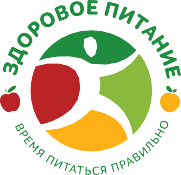 ЗДОРОВОЕ ПИТАНИЕ
ВРЕМЯ ПИТАТЬСЯ ПРАВИЛЬНО